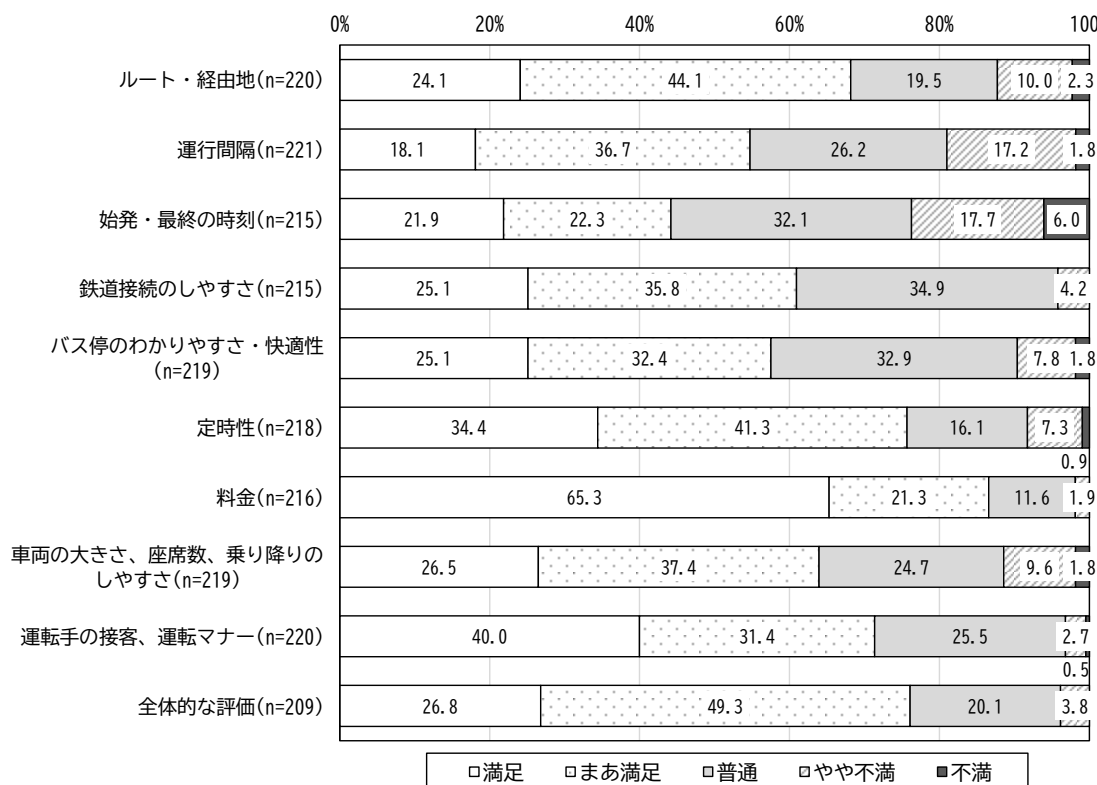 0% 20% 40% 60% 80% 100
ルート・経由地(n=220) 24.1 44.1 19.5 10.0 2.3
運行間隔(n=221) 18.1 36.7 26.2 17.2 1.8
始発・最終の時刻(n=215) 21.9 22.3 32.1 17.7 6.0
鉄道接続のしやすさ(n=215) 25.1 35.8 34.9 4.2
バス停のわかりやすさ・快適性
(n=219) 25.1 32.4 32.9 7.8 1.8
定時性(n=218) 34.4 41.3 16.1 7.3
0.9
料金(n=216) 65.3 21.3 11.6 1.9
車両の大きさ、座席数、乗り降りの
しやすさ(n=219) 26.5 37.4 24.7 9.6 1.8
運転手の接客、運転マナー(n=220) 40.0 31.4 25.5 2.7
0.5
全体的な評価(n=209) 26.8 49.3 20.1 3.8
満足 まあ満足 普通 やや不満 不満